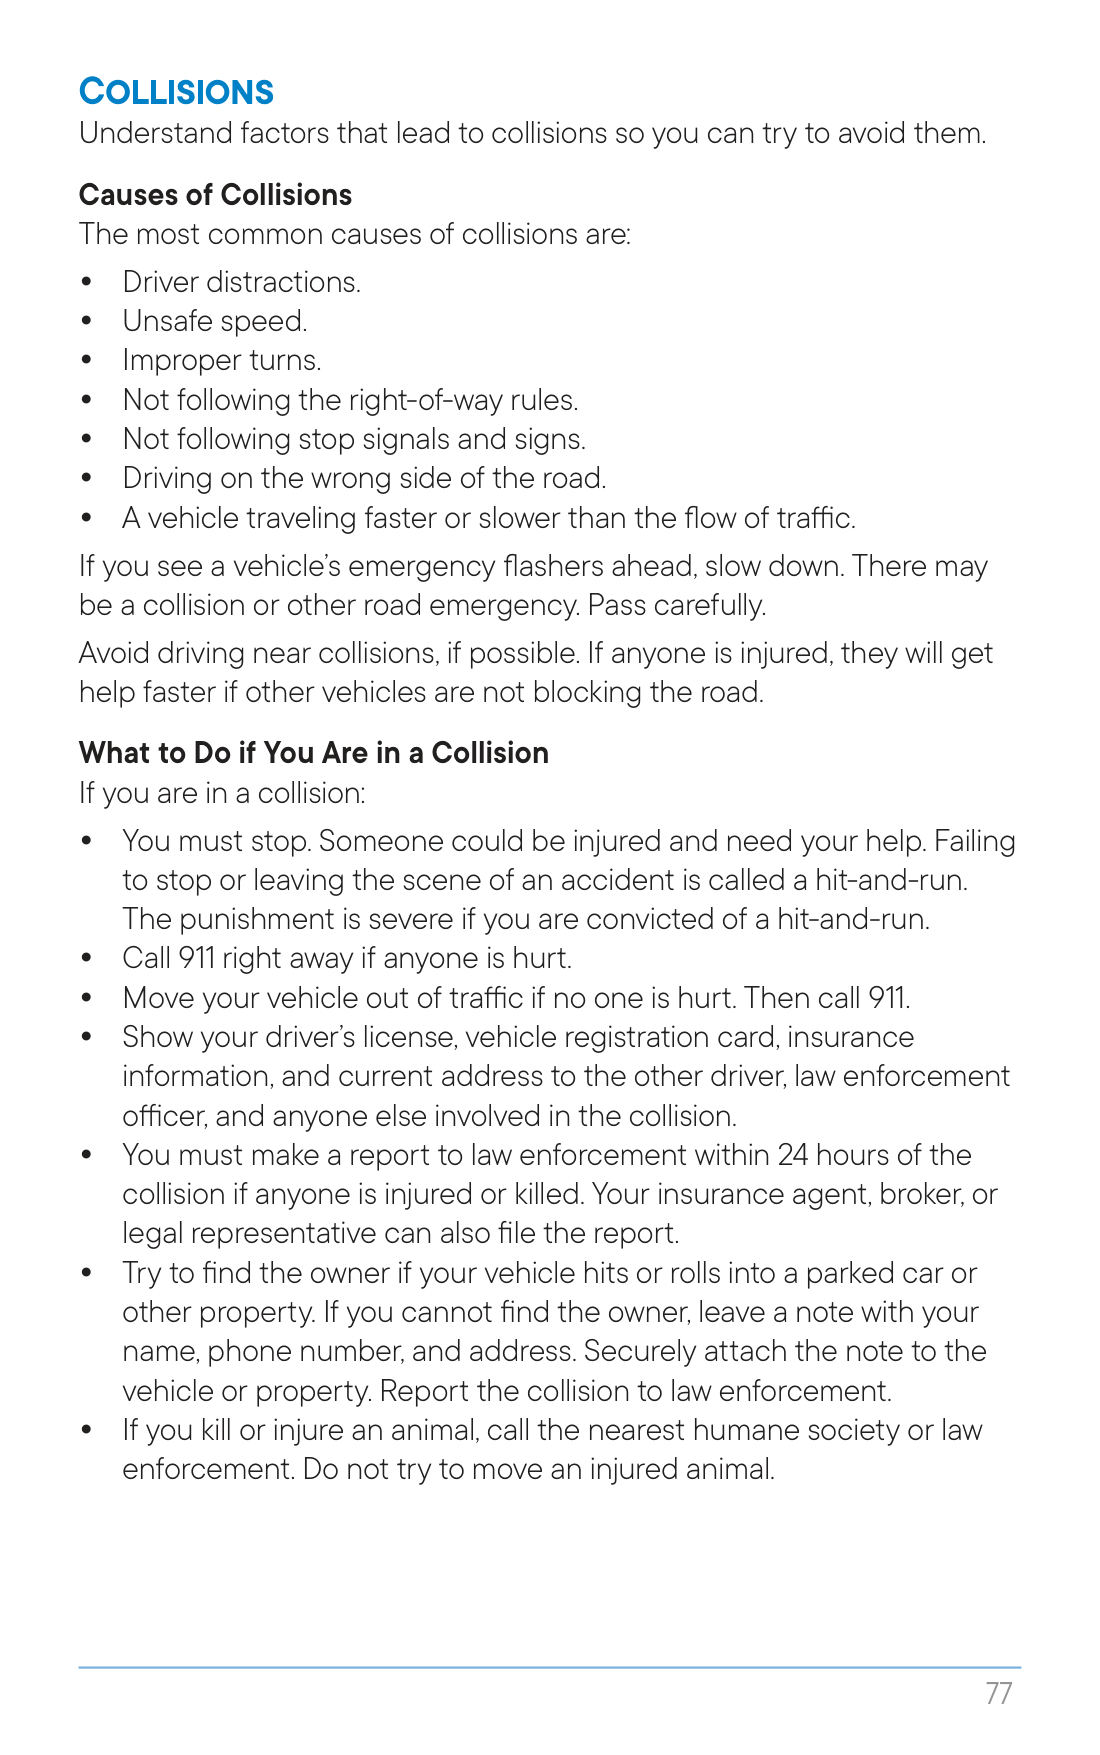 COLLISIONS
Understand factors that lead to collisions so you can try to avoid them.
Causes of Collisions
The most common causes of collisions are:
• Driver distractions.
• Unsafe speed.
• Improper turns.
• Not following the right-of-way rules.
• Not following stop signals and signs.
• Driving on the wrong side of the road.
• A vehicle traveling faster or slower than the flow of traffic.
If you see a vehicle’s emergency flashers ahead, slow down. There may
be a collision or other road emergency. Pass carefully.
Avoid driving near collisions, if possible. If anyone is injured, they will get
help faster if other vehicles are not blocking the road.
What to Do if You Are in a Collision
If you are in a collision:
• You must stop. Someone could be injured and need your help. Failing
to stop or leaving the scene of an accident is called a hit-and-run.
The punishment is severe if you are convicted of a hit-and-run.
• Call 911 right away if anyone is hurt.
• Move your vehicle out of traffic if no one is hurt. Then call 911.
• Show your driver’s license, vehicle registration card, insurance
information, and current address to the other driver, law enforcement
officer, and anyone else involved in the collision.
• You must make a report to law enforcement within 24 hours of the
collision if anyone is injured or killed. Your insurance agent, broker, or
legal representative can also file the report.
• Try to find the owner if your vehicle hits or rolls into a parked car or
other property. If you cannot find the owner, leave a note with your
name, phone number, and address. Securely attach the note to the
vehicle or property. Report the collision to law enforcement.
• If you kill or injure an animal, call the nearest humane society or law
enforcement. Do not try to move an injured animal.
77